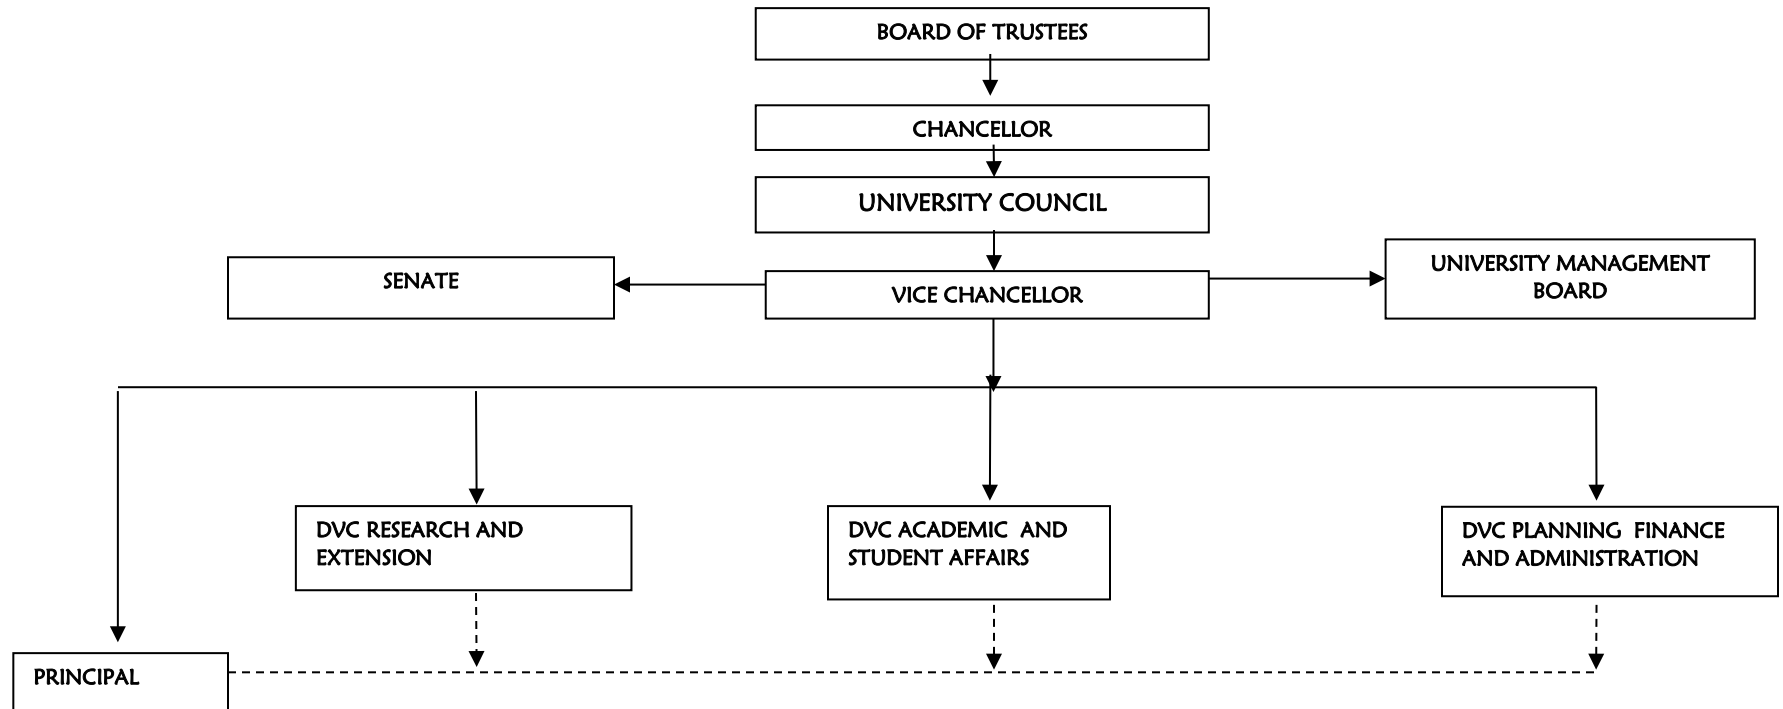 BOARD OF TRUSTEES
CHANCELLOR
UNIVERSITY COUNCIL
SENATE
VICE CHANCELLOR
UNIVERSITY MANAGEMENT
BOARD
DVC RESEARCH AND
EXTENSION
DVC ACADEMIC AND
STUDENT AFFAIRS
DVC PLANNING FINANCE
AND ADMINISTRATION
PRINCIPAL